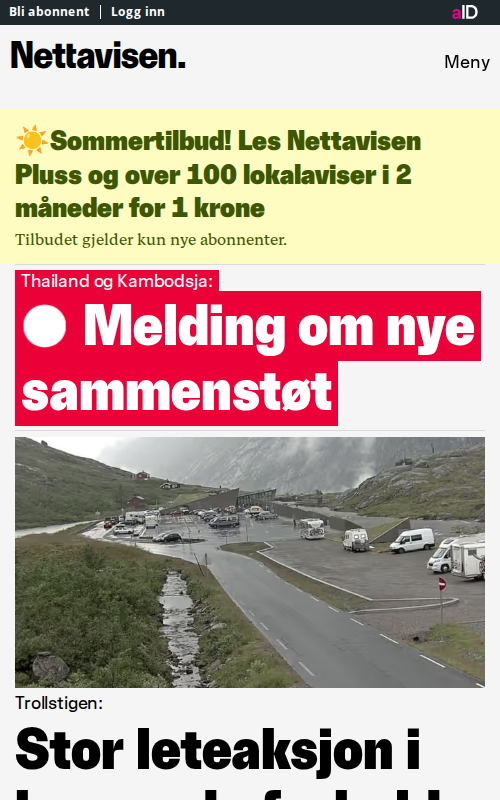 Bli abonnent | Logg inn
aID
Nettavisen.
Meny
☀️Sommertilbud! Les Nettavisen
Pluss og over 100 lokalaviser i 2
måneder for 1 krone
Tilbudet gjelder kun nye abonnenter.
Thailand og Kambodsja:
Melding om nye
sammenstøt
Trollstigen:
Stor leteaksjon i